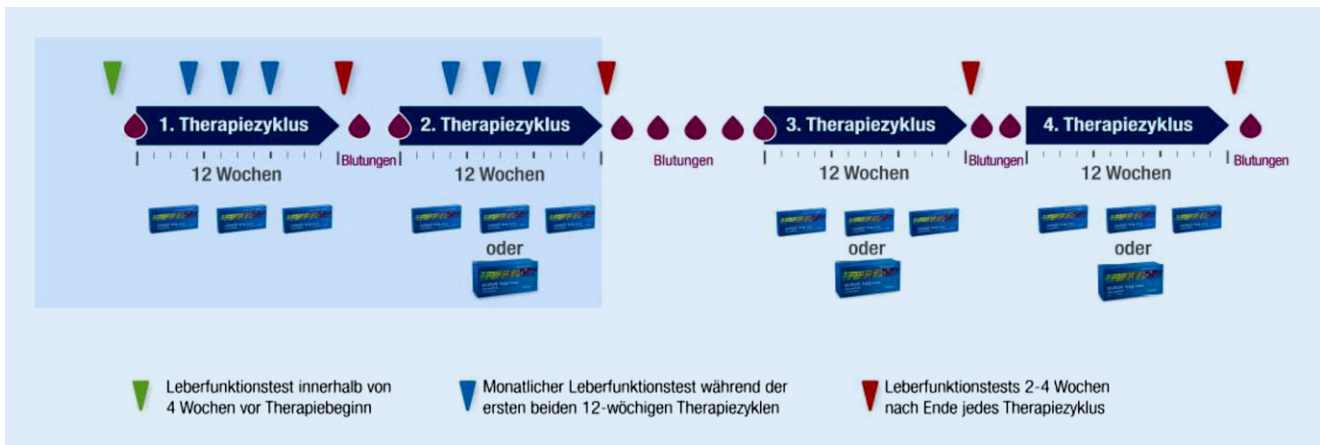 1. Therapiezyklus
2. Therapiezyklus
3. Therapiezyklus
4. Therapiezyklus
12 Wochen
Blutungen
12 Wochen
Blutungen
12 Wochen
Blutungen
12 Wochen
Blutungen
oder
oder
oder
Leberfunktionstest innerhalb von
4 Wochen vor Therapiebeginn
Monatlicher Leberfunktionstest während der
ersten beiden 12-wöchigen Therapiezyklen
Leberfunktionstests 2-4 Wochen
nach Ende jedes Therapiezyklus